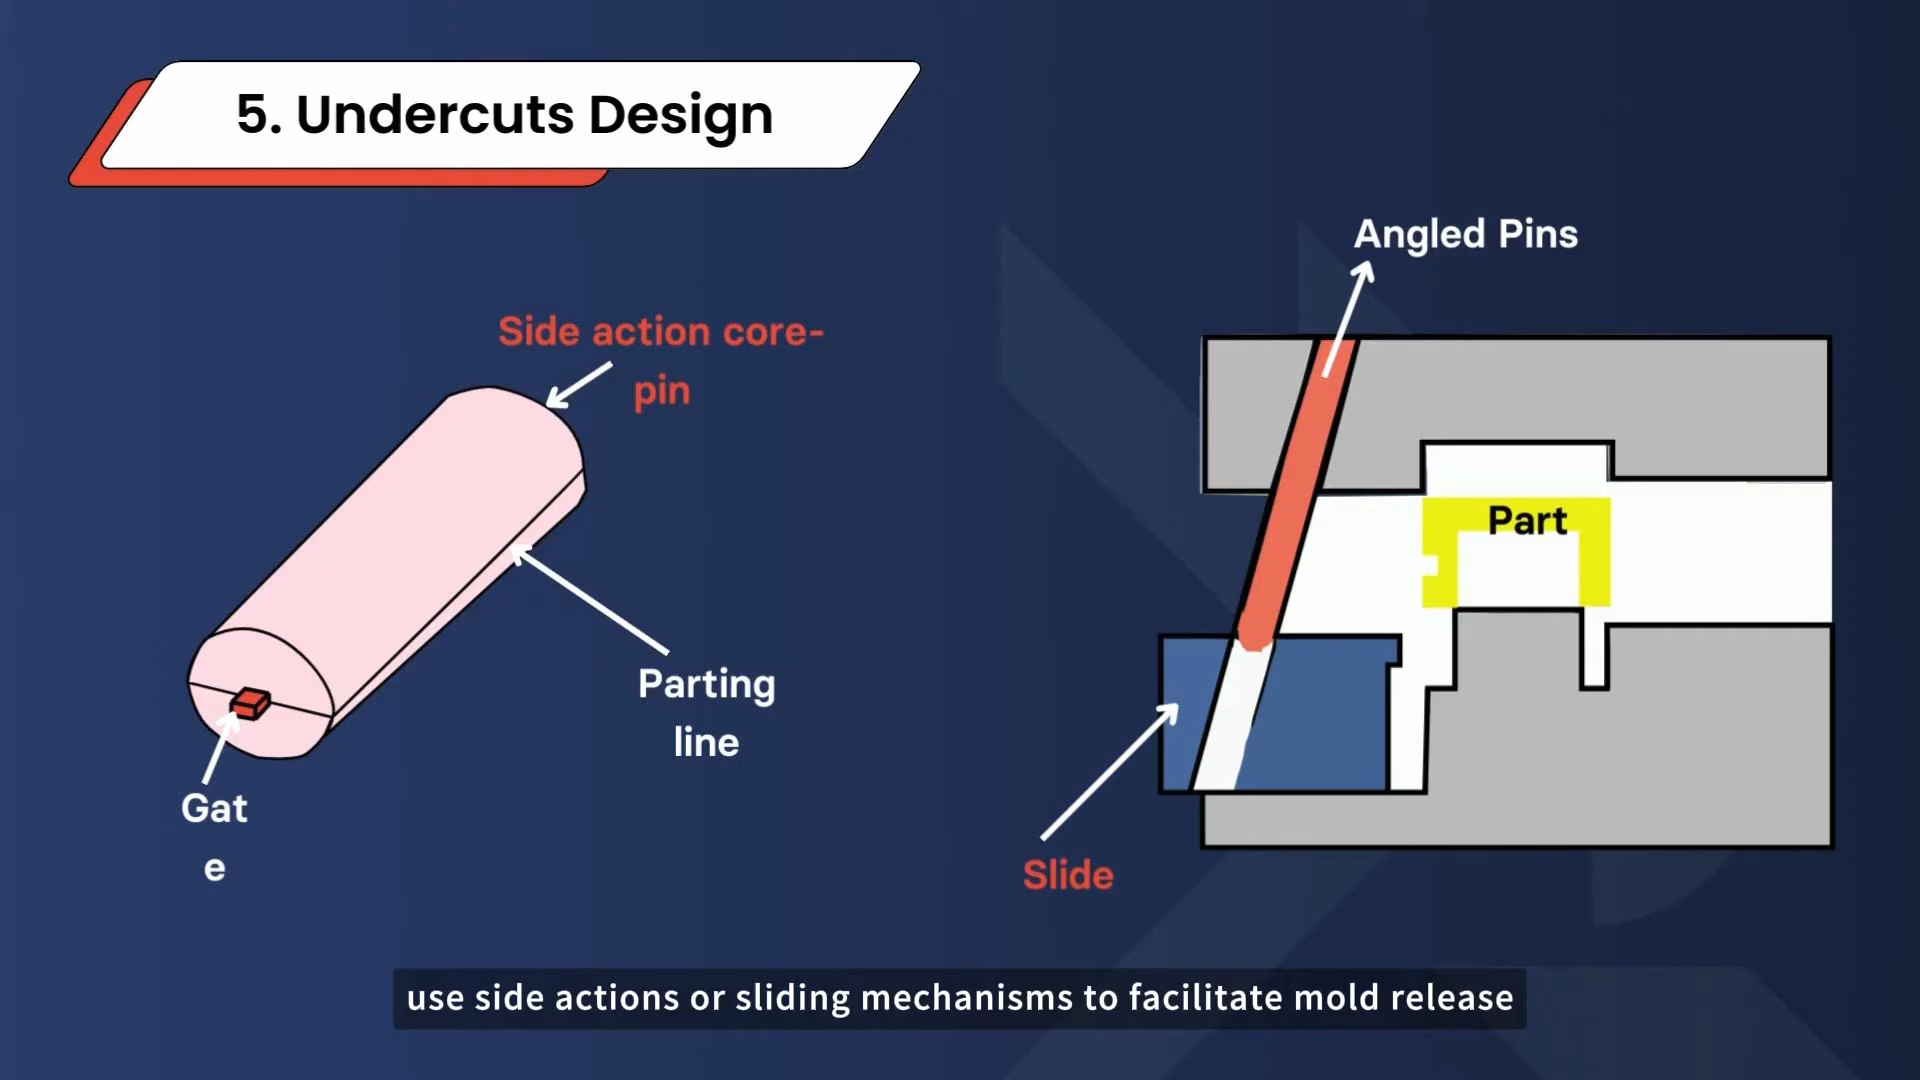 5. Undercuts Design
Side action core-
pin
Parting
line
Gat
e
Angled Pins
Part
Slide
use side actions or sliding mechanisms to facilitate mold release